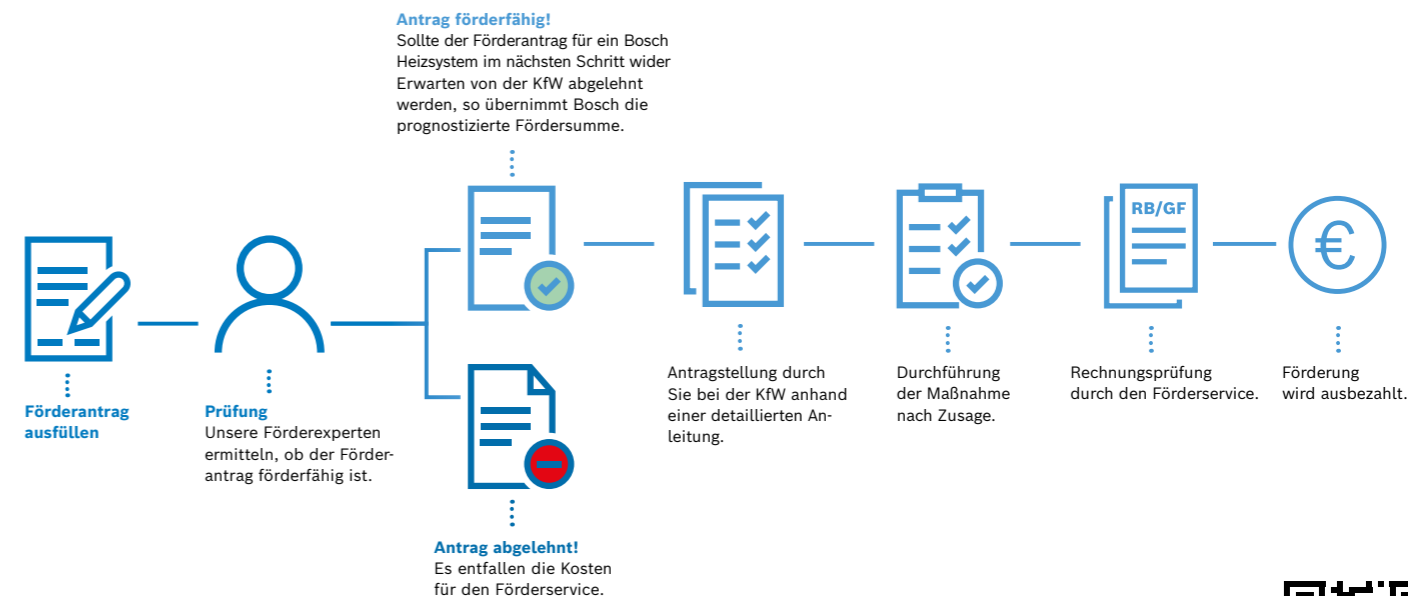 Antrag förderfähig!
Sollte der Förderantrag für ein Bosch
Heizsystem im nächsten Schritt wider
Erwarten von der KfW abgelehnt
werden, so übernimmt Bosch die
prognostizierte Fördersumme.
Förderantrag
ausfüllen
Prüfung
Unsere Förderexperten
ermitteln, ob der Förder-
antrag förderfähig ist.
Antrag abgelehnt!
Es entfallen die Kosten
für den Förderservice.
Antragstellung durch
Sie bei der KfW anhand
einer detaillierten An-
leitung.
Durchführung
der Maßnahme
nach Zusage.
RB/GF
Rechnungsprüfung
durch den Förderservice.
€
Förderung
wird ausbezahlt.